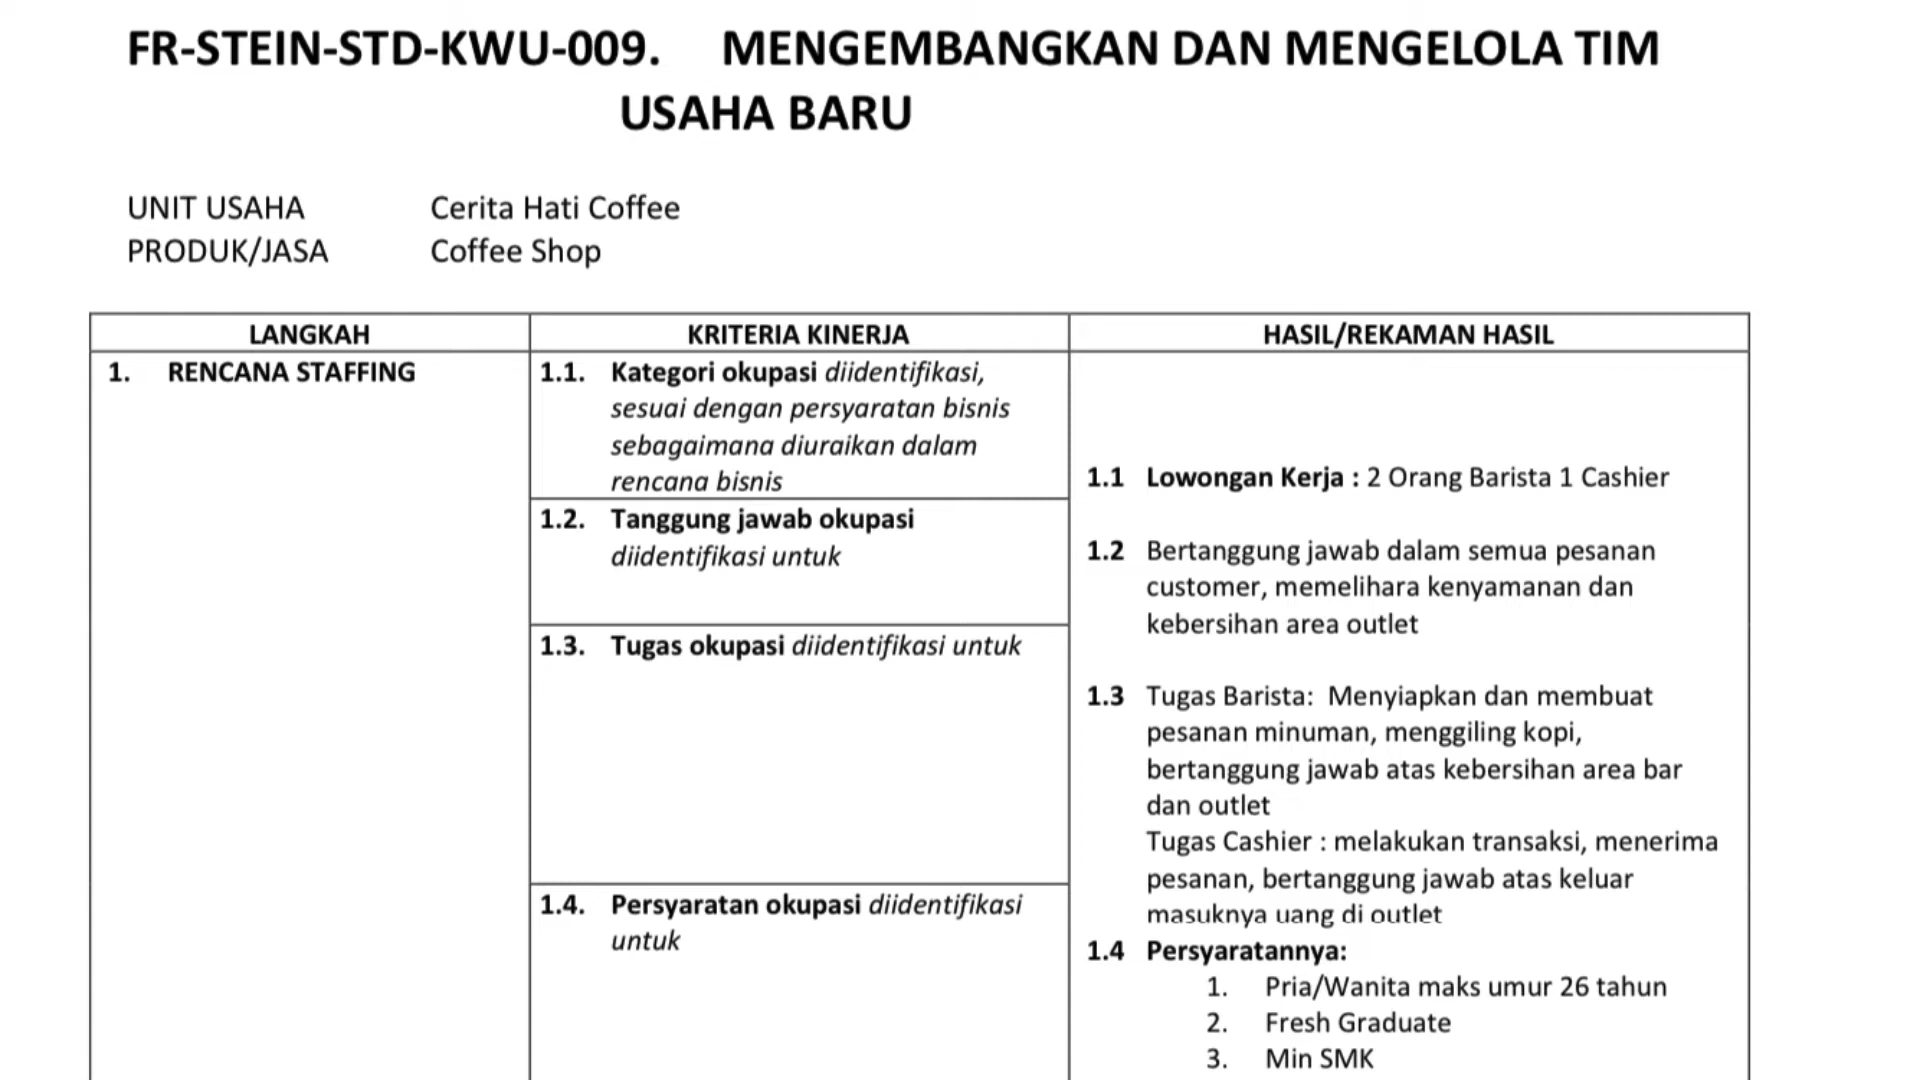 FR-STEIN-STD-KWU-009. MENGEMBANGKAN DAN MENGELOLA TIM
USAHA BARU
UNIT USAHA Cerita Hati Coffee
PRODUK/JASA Coffee Shop
LANGKAH KRITERIA KINERJA HASIL/REKAMAN HASIL
1. RENCANA STAFFING
1.1. Kategori okupasi diidentifikasi,
sesuai dengan persyaratan bisnis
sebagaimana diuraikan dalam
rencana bisnis
1.2. Tanggung jawab okupasi
diidentifikasi untuk
1.3. Tugas okupasi diidentifikasi untuk
1.4. Persyaratan okupasi diidentifikasi
untuk
1.1 Lowongan Kerja : 2 Orang Barista 1 Cashier
1.2 Bertanggung jawab dalam semua pesanan
customer, memelihara kenyamanan dan
kebersihan area outlet
1.3 Tugas Barista: Menyiapkan dan membuat
pesanan minuman, menggiling kopi,
bertanggung jawab atas kebersihan area bar
dan outlet
Tugas Cashier : melakukan transaksi, menerima
pesanan, bertanggung jawab atas keluar
masuknya uang di outlet
1.4 Persyaratannya:
1. Pria/Wanita maks umur 26 tahun
2. Fresh Graduate
3. Min SMK